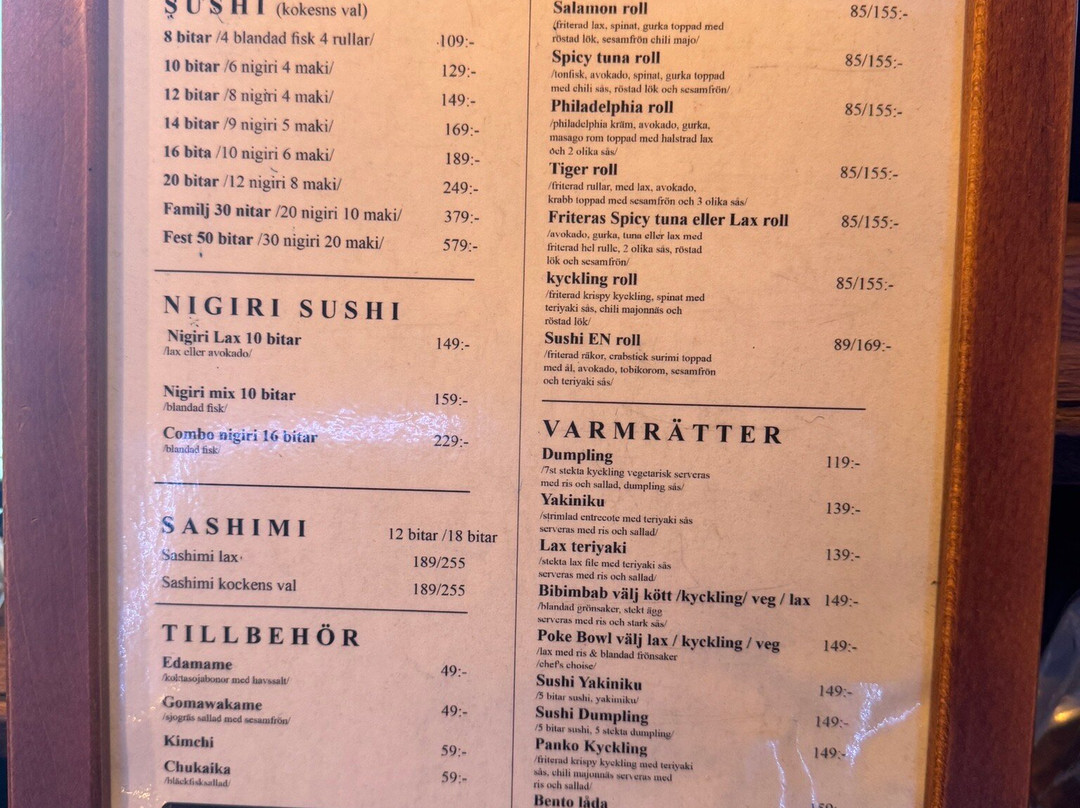 SUSHI (kokesns val)
8 bitar /4 blandad fisk 4 rullar/ 109:-
10 bitar /6 nigiri 4 maki/ 129:-
12 bitar /8 nigiri 4 maki/ 149:-
14 bitar /9 nigiri 5 maki/ 169:-
16 bita /10 nigiri 6 maki/ 189:-
20 bitar /12 nigiri 8 maki/ 249:-
Familj 30 nitar /20 nigiri 10 maki/ 379:-
Fest 50 bitar /30 nigiri 20 maki/ 579:-
NIGIRI SUSHI
Nigiri Lax 10 bitar 149:-
/lax eller avokado/
Nigiri mix 10 bitar 159:-
/blandad fisk/
Combo nigiri 16 bitar 229:-
/blandad fisk/
SASHIMI 12 bitar /18 bitar
Sashimi lax 189/255
Sashimi kockens val 189/255
TILLBEHÖR
Edamame 49:-
/koktasojabonor med havssalt/
Gomawakame 49:-
/sjögräs sallad med sesamfrön/
Kimchi 59:-
Chukaika 59:-
/bläckfisksallad/
Salamon roll 85/155:-
/friterad lax, spinat, gurka toppad med
röstad lök, sesamfrön chili majo/
Spicy tuna roll 85/155:-
/tonfisk, avokado, spinat, gurka toppad
med chili sås, röstad lök och sesamfrön/
Philadelphia roll 85/155:-
/philadelphia kräm, avokado, gurka,
masago rom toppad med halstrad lax
och 2 olika sås/
Tiger roll 85/155:-
/friterad rullar, med lax, avokado,
krabb toppad med sesamfrön och 3 olika sås/
Friteras Spicy tuna eller Lax roll 85/155:-
/avokado, gurka, tuna eller lax med
friterad hel rulle, 2 olika sås, röstad
lök och sesamfrön/
kyckling roll 85/155:-
/friterad krispy kyckling, spinat med
teriyaki sås, chili majonnäs och
röstad lök/
Sushi EN roll 89/169:-
/friterad räkor, crabstick surimi toppad
med ål, avokado, tobikorom, sesamfrön
och teriyaki sås/
VARMRÄTTER
Dumpling 119:-
/7st stekta kyckling vegetarisk serveras
med ris och sallad, dumpling sås/
Yakiniku 139:-
/strimlad entrecote med teriyaki sås
serveras med ris och sallad/
Lax teriyaki 139:-
/stekta lax file med teriyaki sås
serveras med ris och sallad/
Bibimbab välj kött /kyckling/ veg / lax 149:-
/blandad grönsaker, stekt ägg
serveras med ris och stark sås/
Poke Bowl välj lax / kyckling / veg 149:-
/lax med ris & blandad frönsaker
/chef's choise/
Sushi Yakiniku 149:-
/5 bitar sushi, yakimiku/
Sushi Dumpling 149:-
/5 bitar sushi, 5 stekta dumpling/
Panko Kyckling 149:-
/friterad krispy kyckling med teriyaki
sås, chili majonnäs serveras med
ris och sallad/
Bento låda